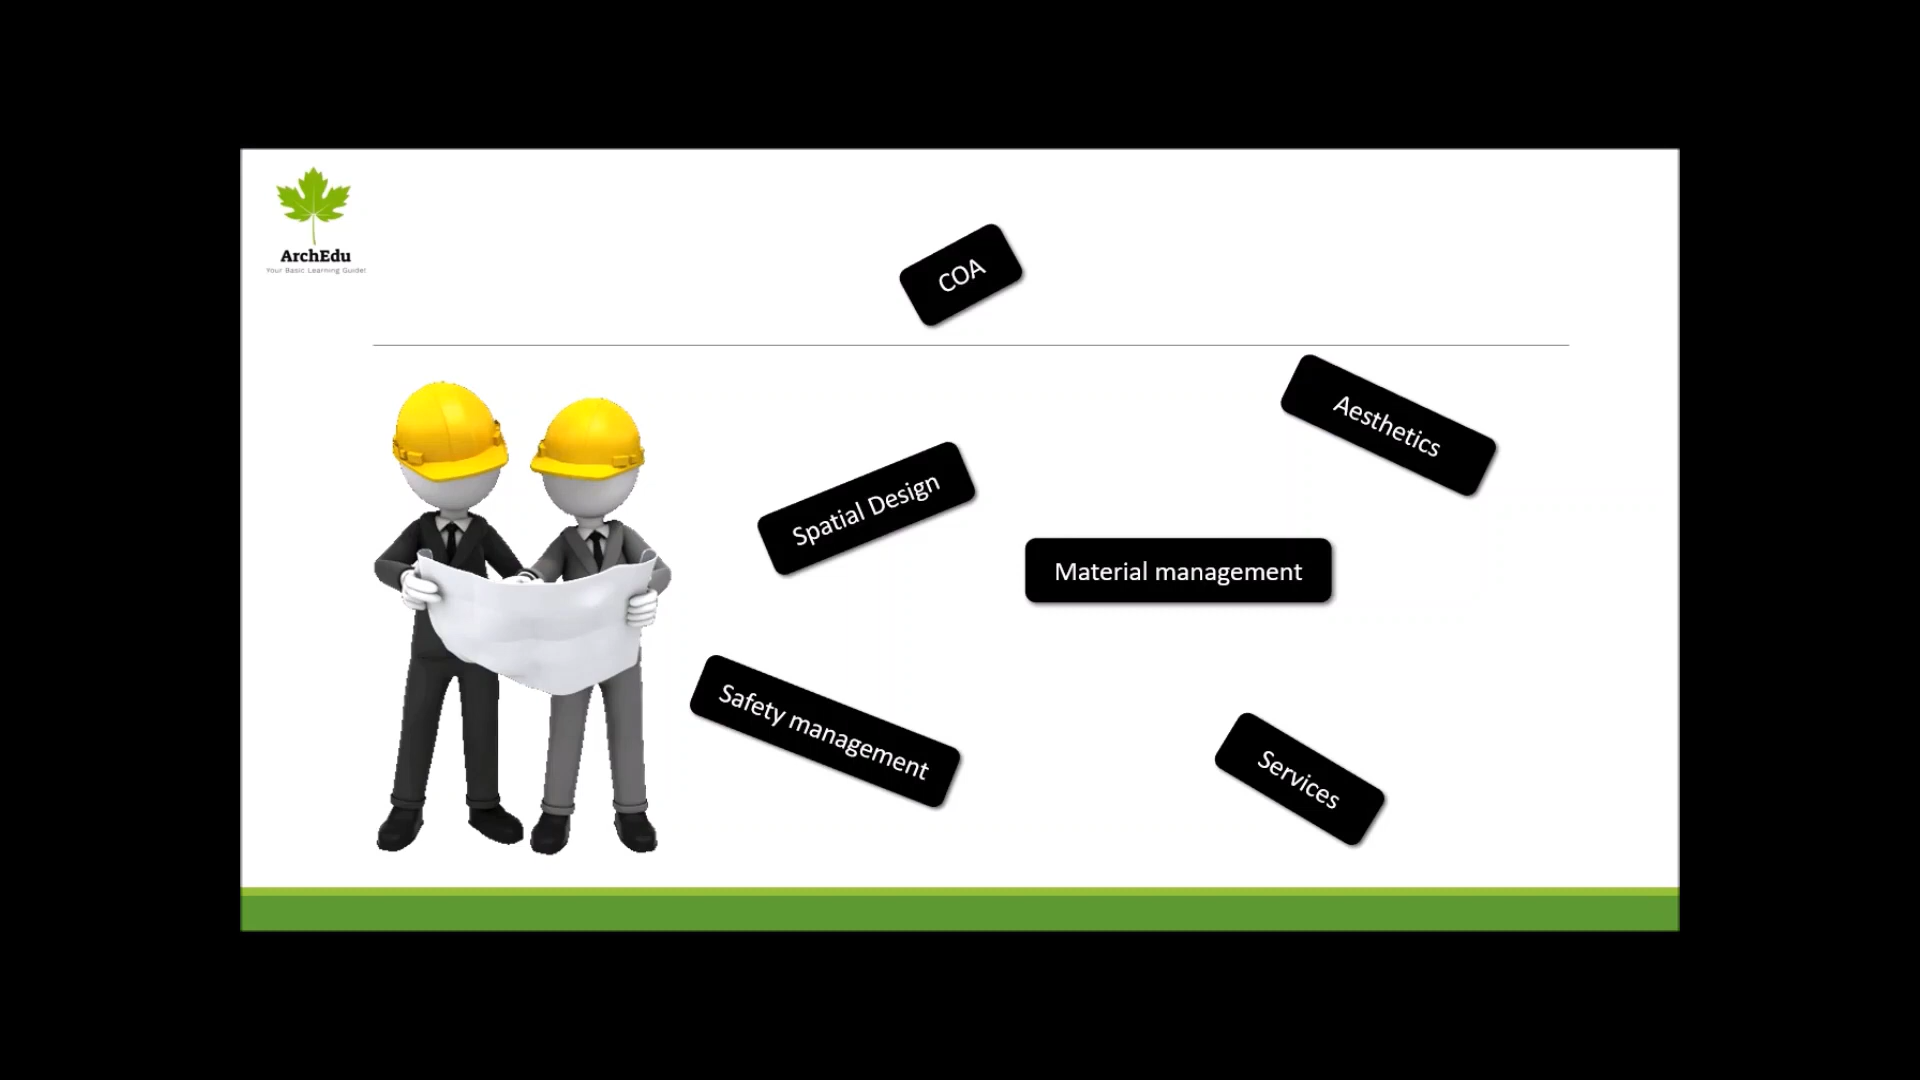 ArchEdu
Your Basic Learning Guide!
COA
Aesthetics
Spatial Design
Material management
Safety management
Services